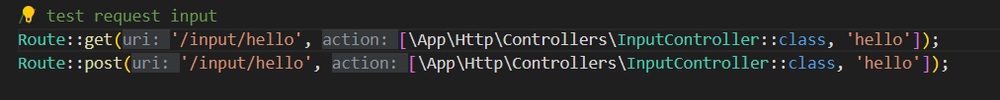 / test request input
Route::get(uri: '/input/hello', action: [\App\Http\Controllers\InputController::class, 'hello']);
Route::post(uri: '/input/hello', action: [\App\Http\Controllers\InputController::class, 'hello']);